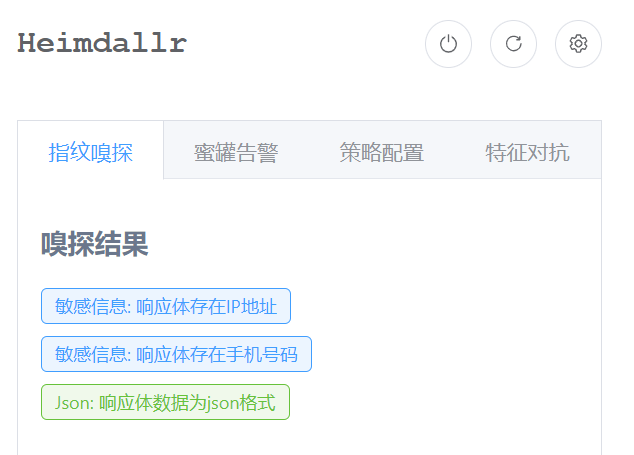 Heimdallr
指纹嗅探 蜜罐告警 策略配置 特征对抗
嗅探结果
敏感信息: 响应体存在IP地址
敏感信息: 响应体存在手机号码
Json: 响应体数据为json格式